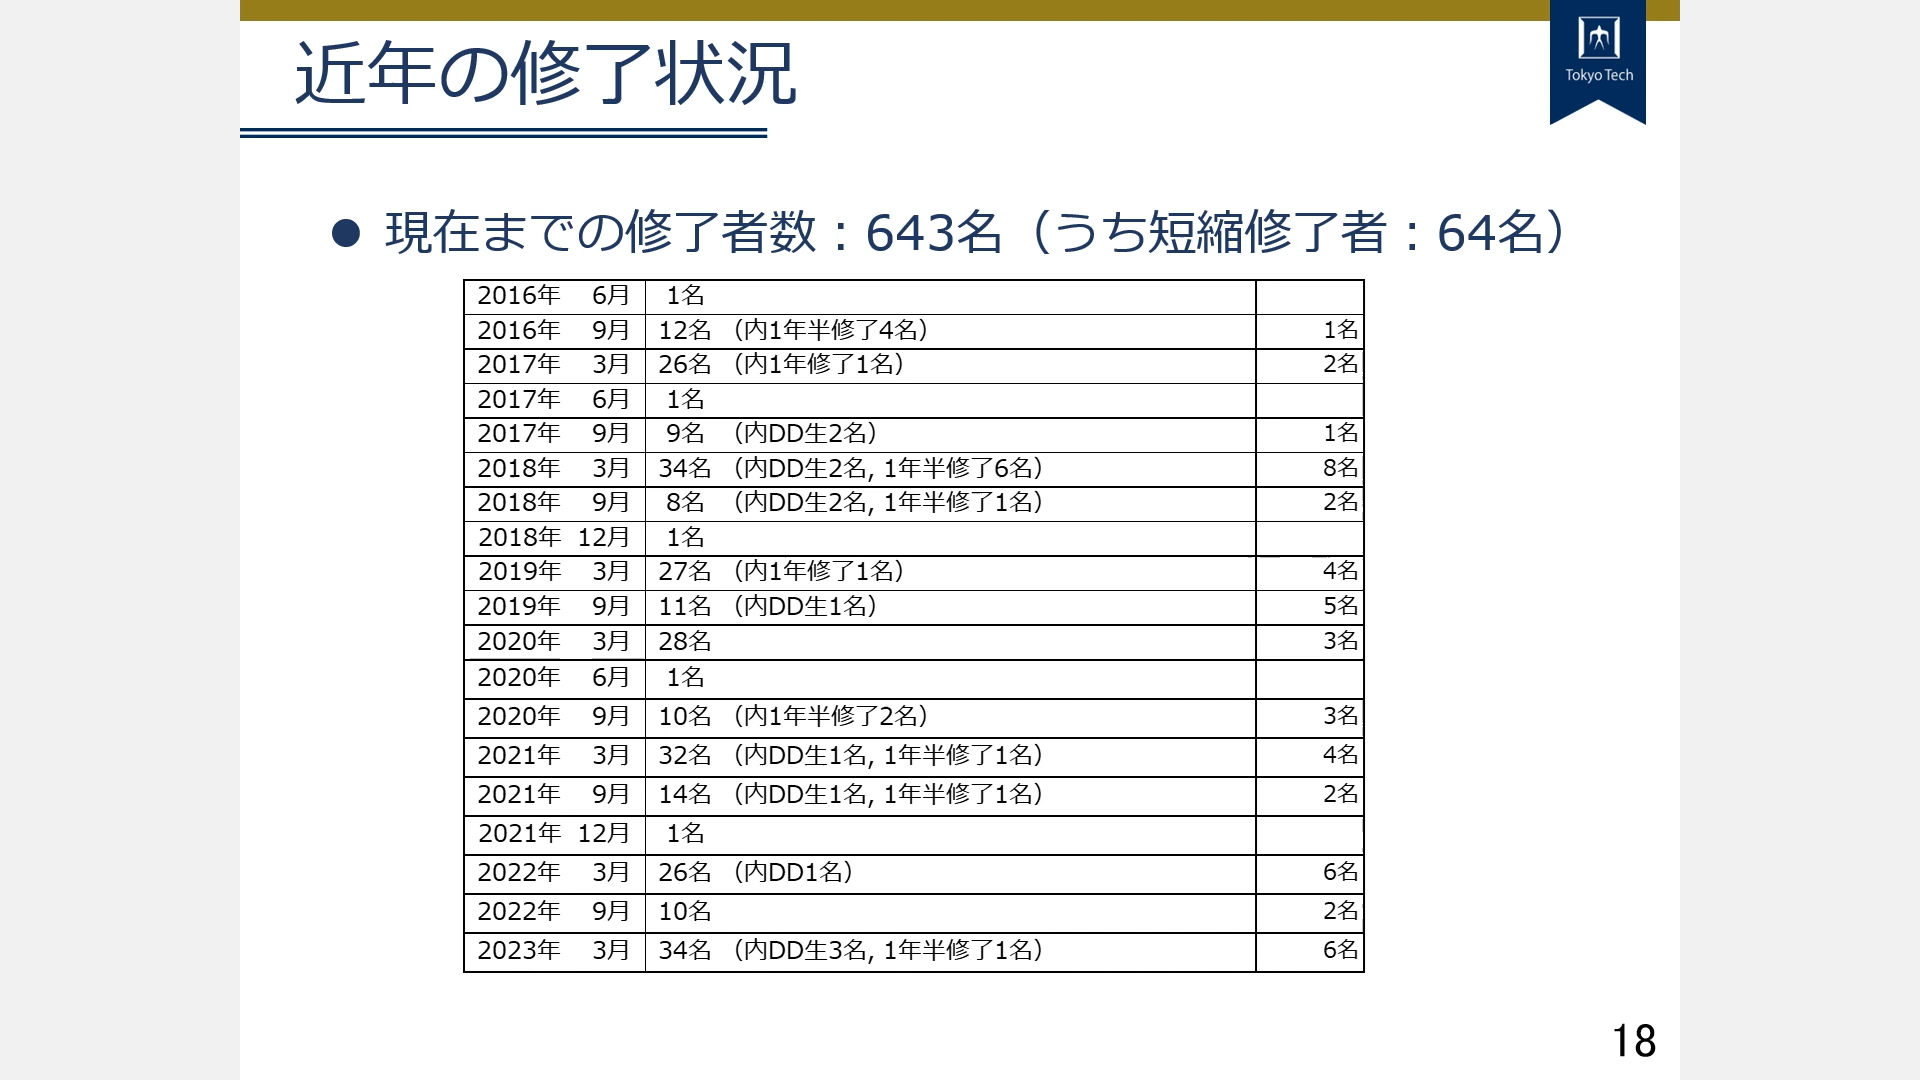 近年の修了状況
Tokyo Tech
● 現在までの修了者数：643名（うち短縮修了者：64名）
2016年 6月 1名
2016年 9月 12名 （内1年半修了4名） 1名
2017年 3月 26名 （内1年修了1名） 2名
2017年 6月 1名
2017年 9月 9名 （内DD生2名） 1名
2018年 3月 34名 （内DD生2名, 1年半修了6名） 8名
2018年 9月 8名 （内DD生2名, 1年半修了1名） 2名
2018年 12月 1名
2019年 3月 27名 （内1年修了1名） 4名
2019年 9月 11名 （内DD生1名） 5名
2020年 3月 28名 3名
2020年 6月 1名
2020年 9月 10名 （内1年半修了2名） 3名
2021年 3月 32名 （内DD生1名, 1年半修了1名） 4名
2021年 9月 14名 （内DD生1名, 1年半修了1名） 2名
2021年 12月 1名
2022年 3月 26名 （内DD1名） 6名
2022年 9月 10名 2名
2023年 3月 34名 （内DD生3名, 1年半修了1名） 6名
18